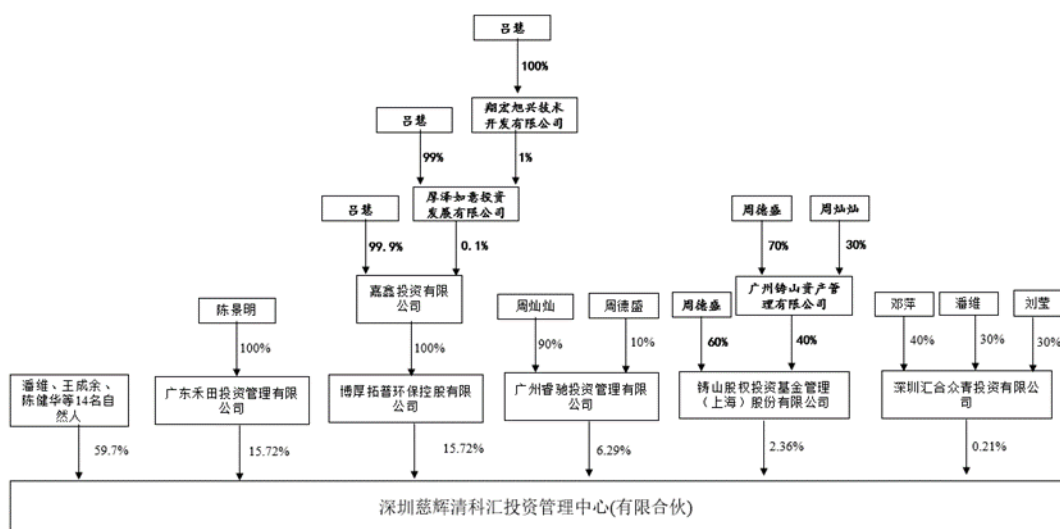 吕慧
100%
翔宏旭兴技术
开发有限公司
吕慧
99%
1%
厚泽如意投资
发展有限公司
吕慧
周德盛
周灿灿
99.9%
0.1%
70%
30%
嘉鑫投资有限
公司
广州铸山资产管
理有限公司
陈景明
周灿灿
周德盛
周德盛
邓萍
潘维
刘莹
100%
100%
90%
10%
60%
40%
40%
30%
30%
潘维、王成余、
陈健华等14名自
然人
广东禾田投资管理有限
公司
博厚拓普环保控股有限
公司
广州睿驰投资管理有限
公司
铸山股权投资基金管理
（上海）股份有限公司
深圳汇合众青投资有限公
司
59.7%
15.72%
15.72%
6.29%
2.36%
0.21%
深圳慈辉清科汇投资管理中心(有限合伙)